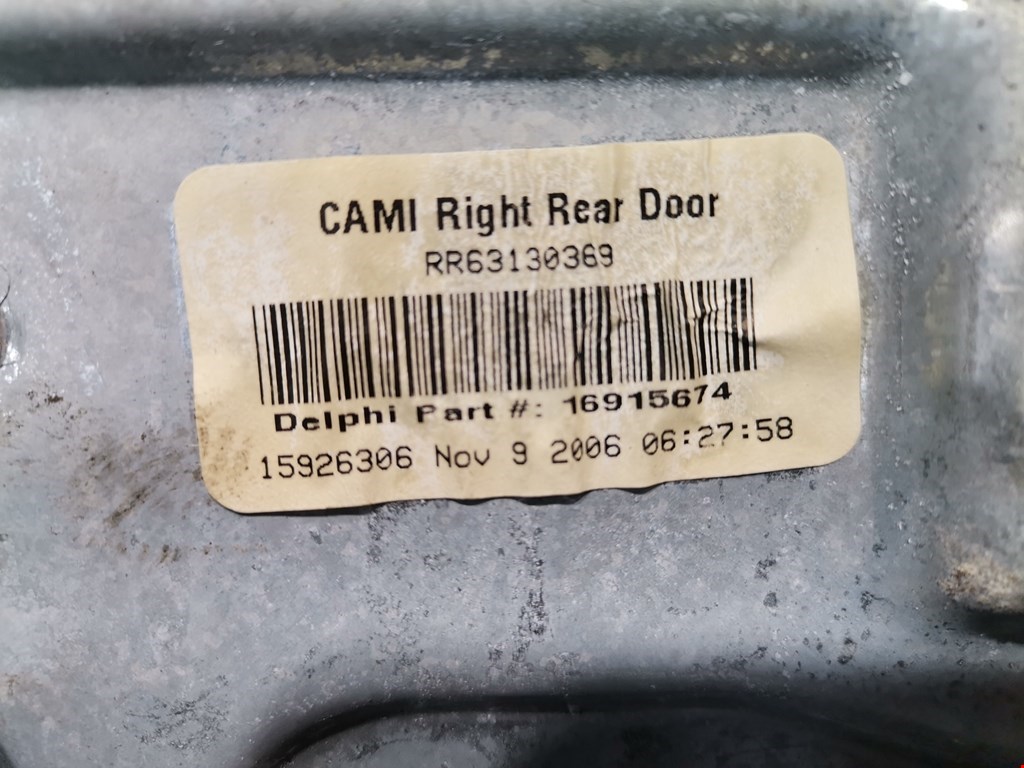 CAMI Right Rear Door
RR63130369
Delphi Part #: 16915674
15926306 Nov 9 2006 06:27:58